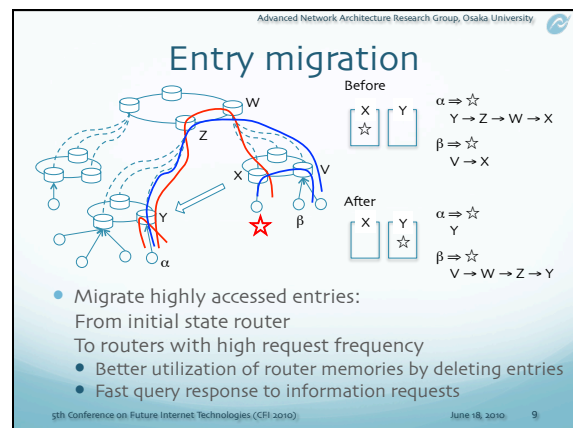 Advanced Network Architecture Research Group, Osaka University
Entry migration
W
Z
X
V
Y
β
α
Before
X Y
☆
α ⇒ ☆
Y → Z → W → X
β ⇒ ☆
V → X
After
X Y
☆
α ⇒ ☆
Y
β ⇒ ☆
V → W → Z → Y
• Migrate highly accessed entries:
From initial state router
To routers with high request frequency
• Better utilization of router memories by deleting entries
• Fast query response to information requests
5th Conference on Future Internet Technologies (CFI 2010)
June 18, 2010
9